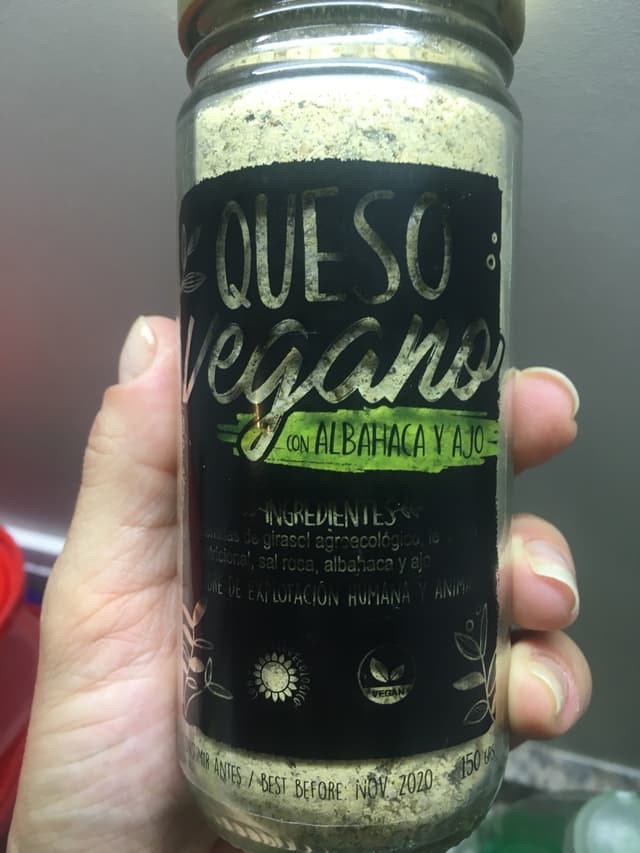 QUESO
Vegano
CON ALBAHACA Y AJO
INGREDIENTES
de girasol agroecológico,
sal rosa, albahaca y ajo
DE EXPLOTACIÓN HUMANA Y
VEGAN
ANTES / BEST BEFORE: NOV 2020
150